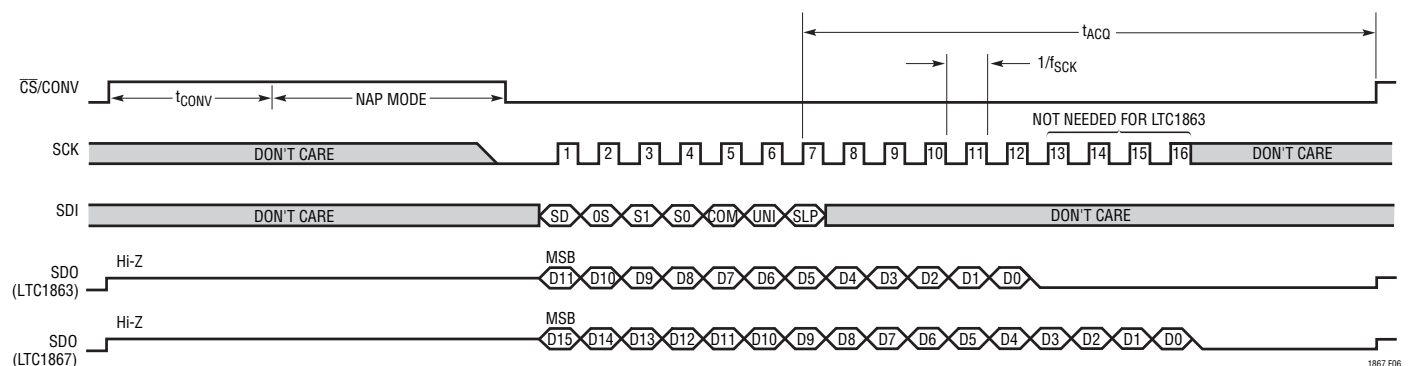 tACQ
1/fSCK
CS/CONV
tCONV
NAP MODE
NOT NEEDED FOR LTC1863
SCK
DON'T CARE
1 2 3 4 5 6 7 8 9 10 11 12 13 14 15 16
DON'T CARE
SDI
DON'T CARE
SD 0S S1 S0 COM UNI SLP
DON'T CARE
Hi-Z
MSB
SDO
(LTC1863)
D11 D10 D9 D8 D7 D6 D5 D4 D3 D2 D1 D0
Hi-Z
MSB
SDO
(LTC1867)
D15 D14 D13 D12 D11 D10 D9 D8 D7 D6 D5 D4 D3 D2 D1 D0
1867 F06